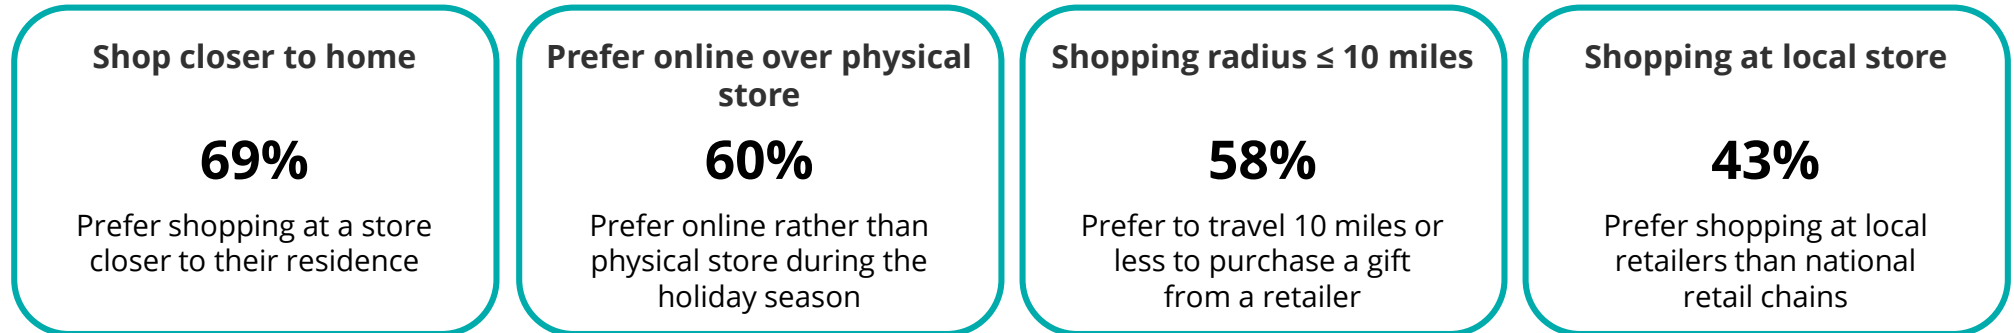 Shop closer to home
69%
Prefer shopping at a store
closer to their residence
Prefer online over physical
store
60%
Prefer online rather than
physical store during the
holiday season
Shopping radius ≤ 10 miles
58%
Prefer to travel 10 miles or
less to purchase a gift
from a retailer
Shopping at local store
43%
Prefer shopping at local
retailers than national
retail chains